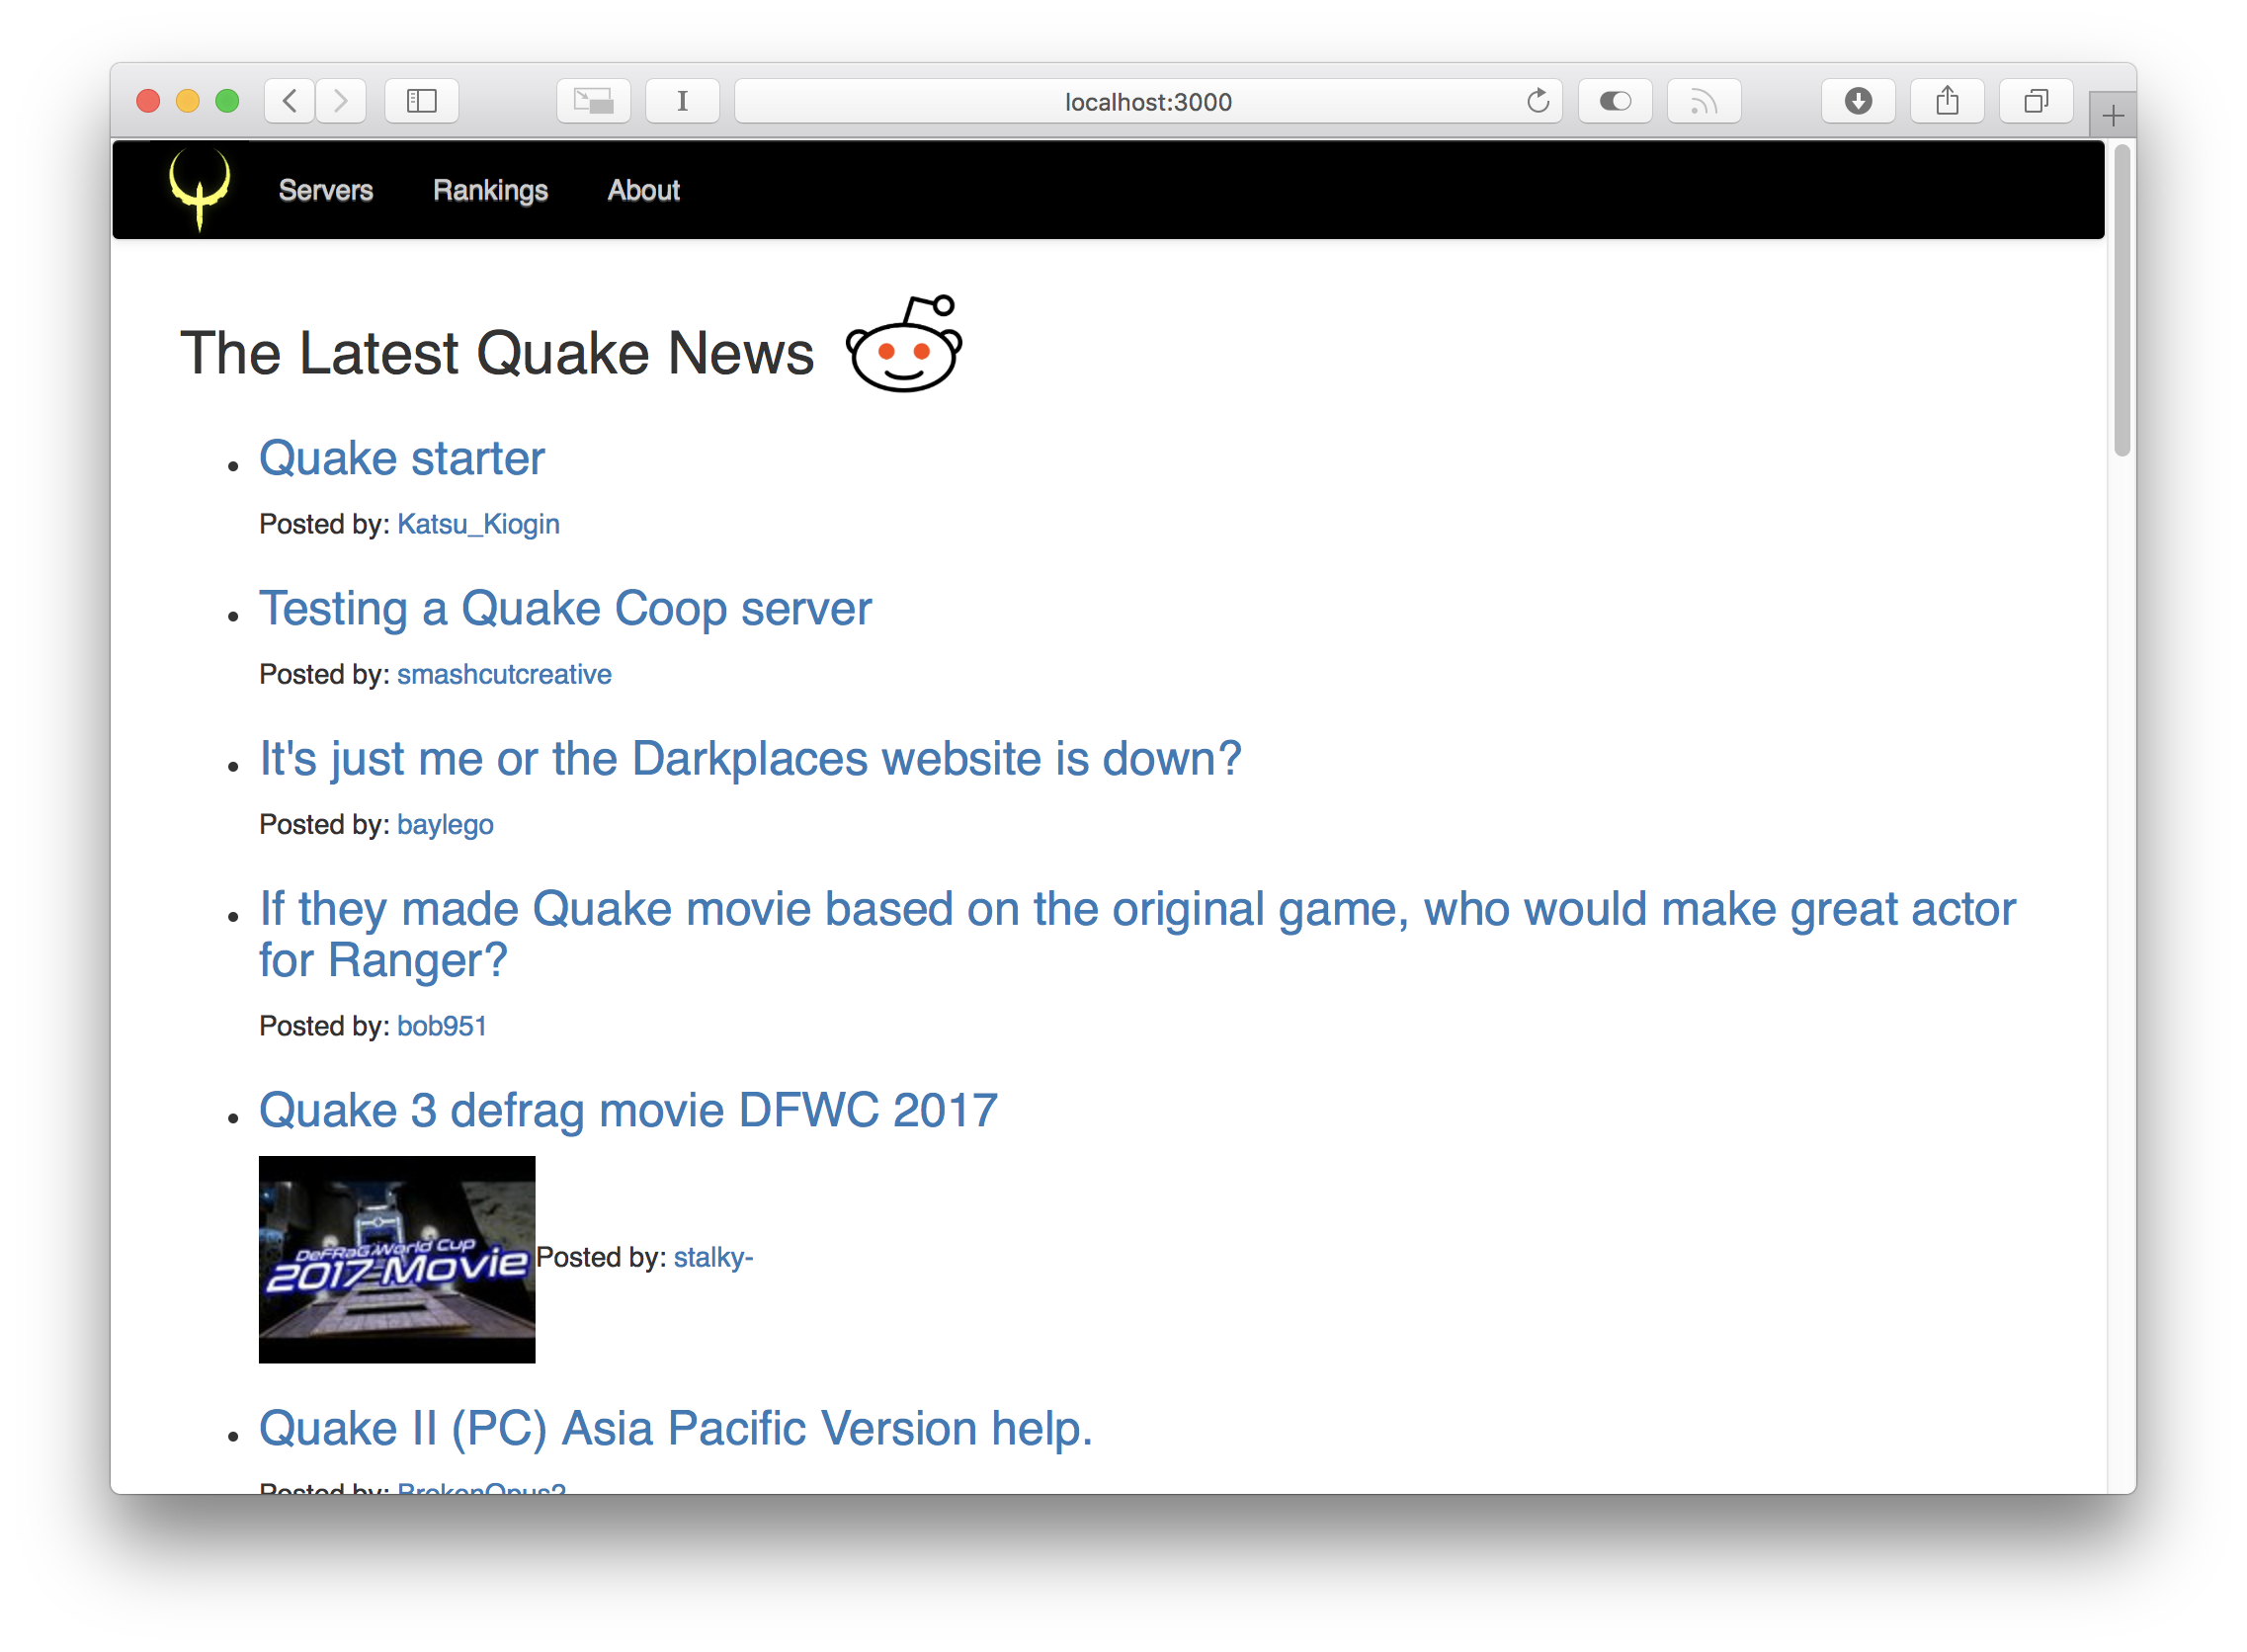 localhost:3000
Servers Rankings About
The Latest Quake News
Quake starter
Posted by: Katsu_Kiogin
Testing a Quake Coop server
Posted by: smashcutcreative
It's just me or the Darkplaces website is down?
Posted by: baylego
If they made Quake movie based on the original game, who would make great actor
for Ranger?
Posted by: bob951
Quake 3 defrag movie DFWC 2017
DeFRaG World Cup
2017 Movie
Posted by: stalky-
Quake II (PC) Asia Pacific Version help.
Posted by: BrokenOpus2